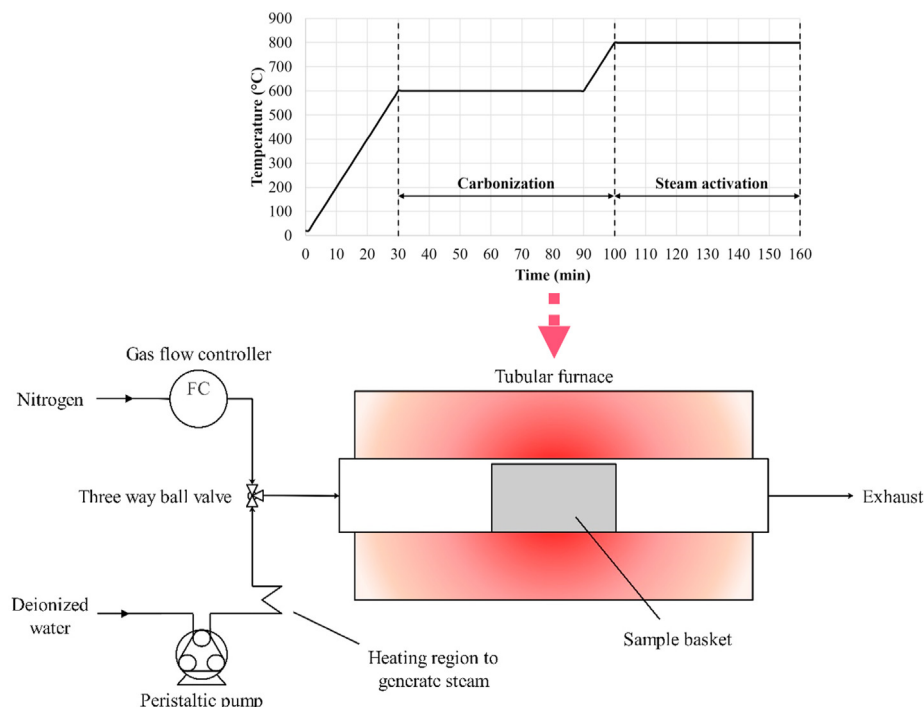 900
800
700
600
500
400
300
200
100
0
Temperature (°C)
Carbonization
Steam activation
0 10 20 30 40 50 60 70 80 90 100 110 120 130 140 150 160
Time (min)
Gas flow controller
Tubular furnace
FC
Nitrogen
Three way ball valve
Exhaust
Deionized
water
Sample basket
Heating region to
generate steam
Peristaltic pump